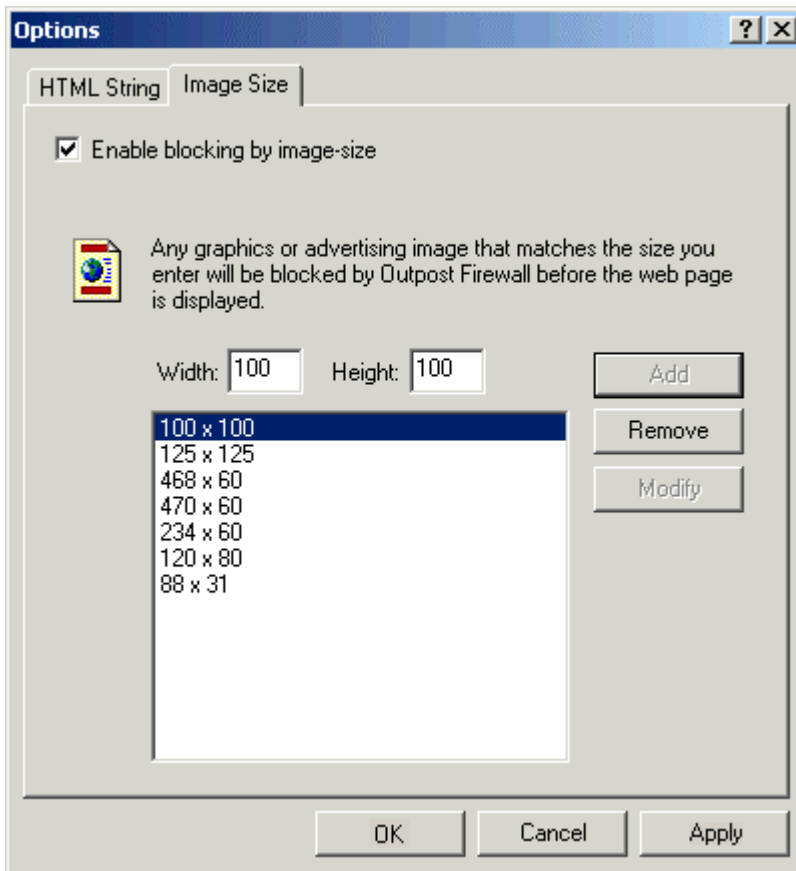 Options
HTML String
Image Size
Enable blocking by image-size
Any graphics or advertising image that matches the size you
enter will be blocked by Outpost Firewall before the web page
is displayed.
Width: 100 Height: 100
Add
100 x 100
125 x 125
468 x 60
470 x 60
234 x 60
120 x 80
88 x 31
Remove
Modify
OK
Cancel
Apply